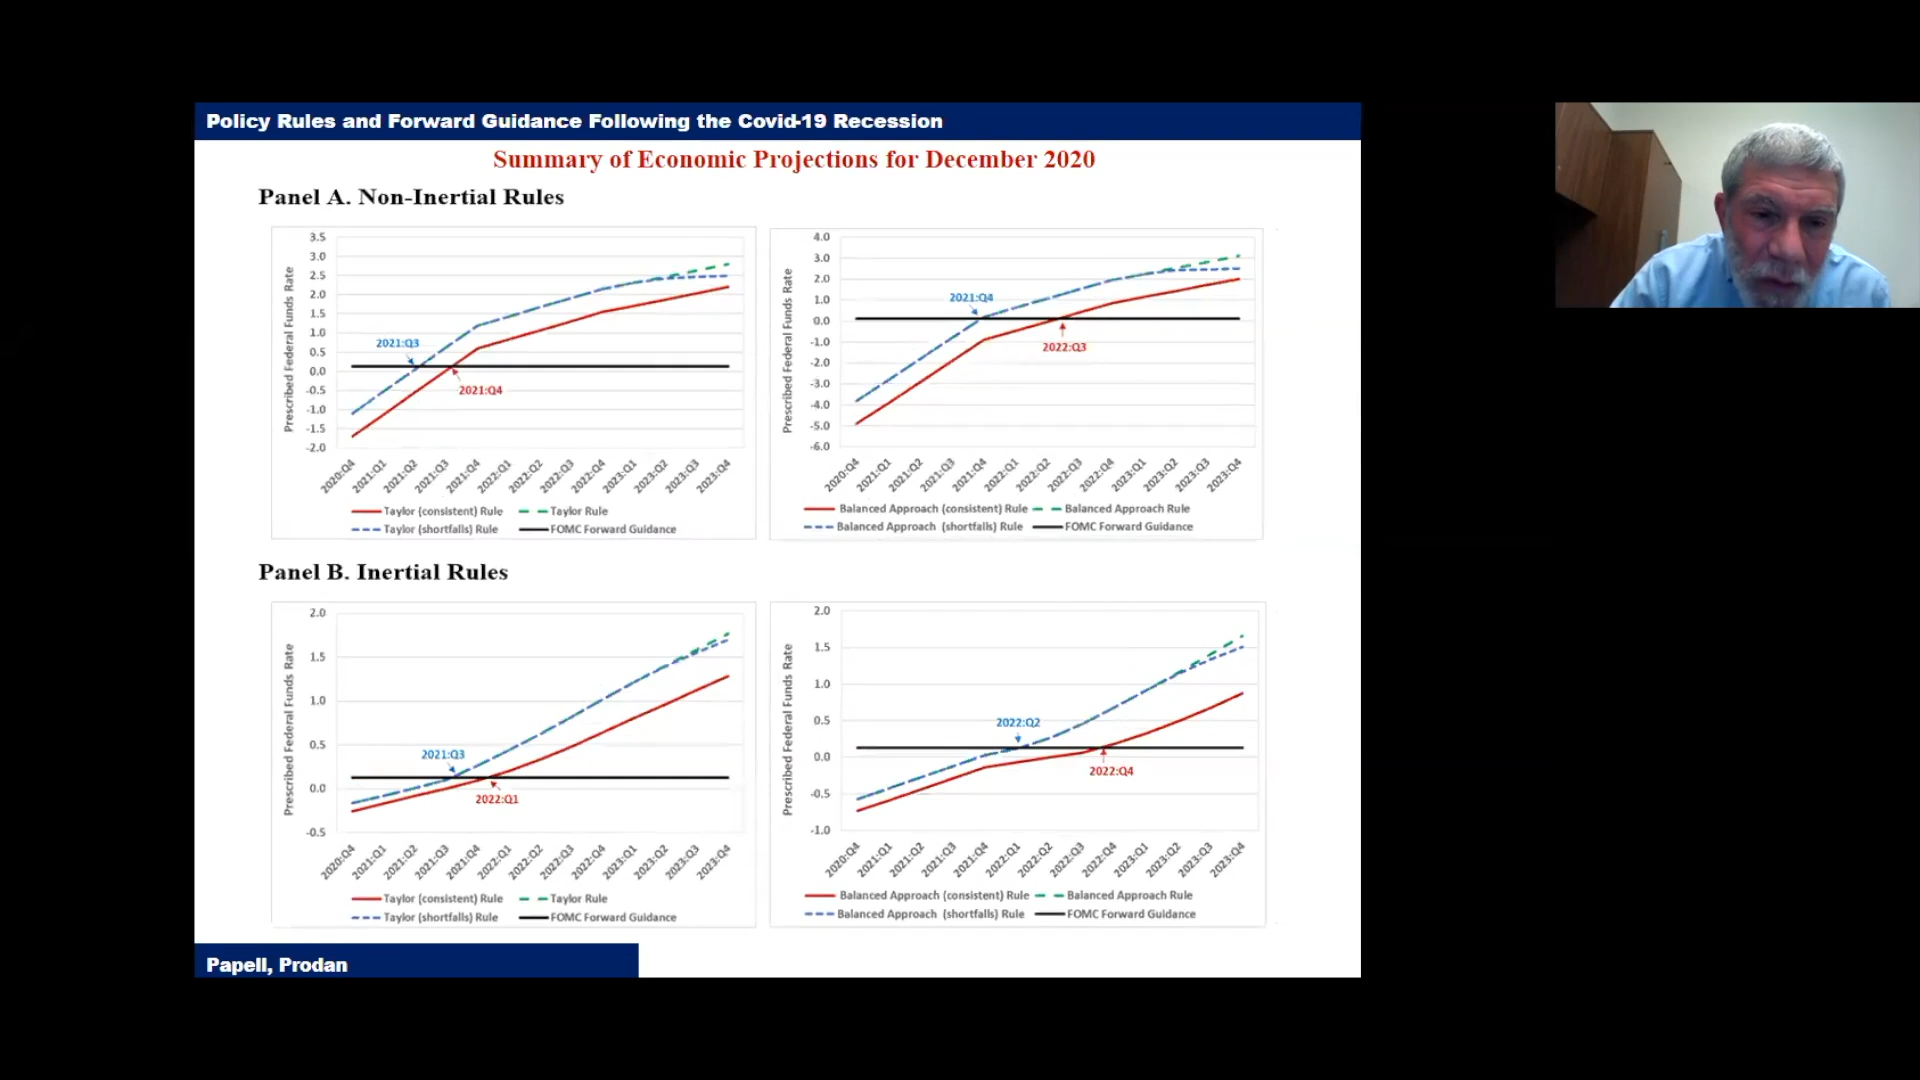 Policy Rules and Forward Guidance Following the Covid-19 Recession
Summary of Economic Projections for December 2020
Panel A. Non-Inertial Rules
Prescribed Federal Funds Rate
3.5
3.0
2.5
2.0
1.5
1.0
0.5
0.0
-0.5
-1.0
-1.5
-2.0
2021:Q3
2021:Q4
2020:Q4 2021:Q1 2021:Q2 2021:Q3 2021:Q4 2022:Q1 2022:Q2 2022:Q3 2022:Q4 2023:Q1 2023:Q2 2023:Q3 2023:Q4
Taylor (consistent) Rule Taylor Rule
Taylor (shortfalls) Rule FOMC Forward Guidance
Prescribed Federal Funds Rate
4.0
3.0
2.0
1.0
0.0
-1.0
-2.0
-3.0
-4.0
-5.0
-6.0
2021:Q4
2022:Q3
2020:Q4 2021:Q1 2021:Q2 2021:Q3 2021:Q4 2022:Q1 2022:Q2 2022:Q3 2022:Q4 2023:Q1 2023:Q2 2023:Q3 2023:Q4
Balanced Approach (consistent) Rule Balanced Approach Rule
Balanced Approach (shortfalls) Rule FOMC Forward Guidance
Panel B. Inertial Rules
Prescribed Federal Funds Rate
2.0
1.5
1.0
0.5
0.0
-0.5
2021:Q3
2022:Q1
2020:Q4 2021:Q1 2021:Q2 2021:Q3 2021:Q4 2022:Q1 2022:Q2 2022:Q3 2022:Q4 2023:Q1 2023:Q2 2023:Q3 2023:Q4
Taylor (consistent) Rule Taylor Rule
Taylor (shortfalls) Rule FOMC Forward Guidance
Prescribed Federal Funds Rate
2.0
1.5
1.0
0.5
0.0
-0.5
-1.0
2022:Q2
2022:Q4
2020:Q4 2021:Q1 2021:Q2 2021:Q3 2021:Q4 2022:Q1 2022:Q2 2022:Q3 2022:Q4 2023:Q1 2023:Q2 2023:Q3 2023:Q4
Balanced Approach (consistent) Rule Balanced Approach Rule
Balanced Approach (shortfalls) Rule FOMC Forward Guidance
Papell, Prodan